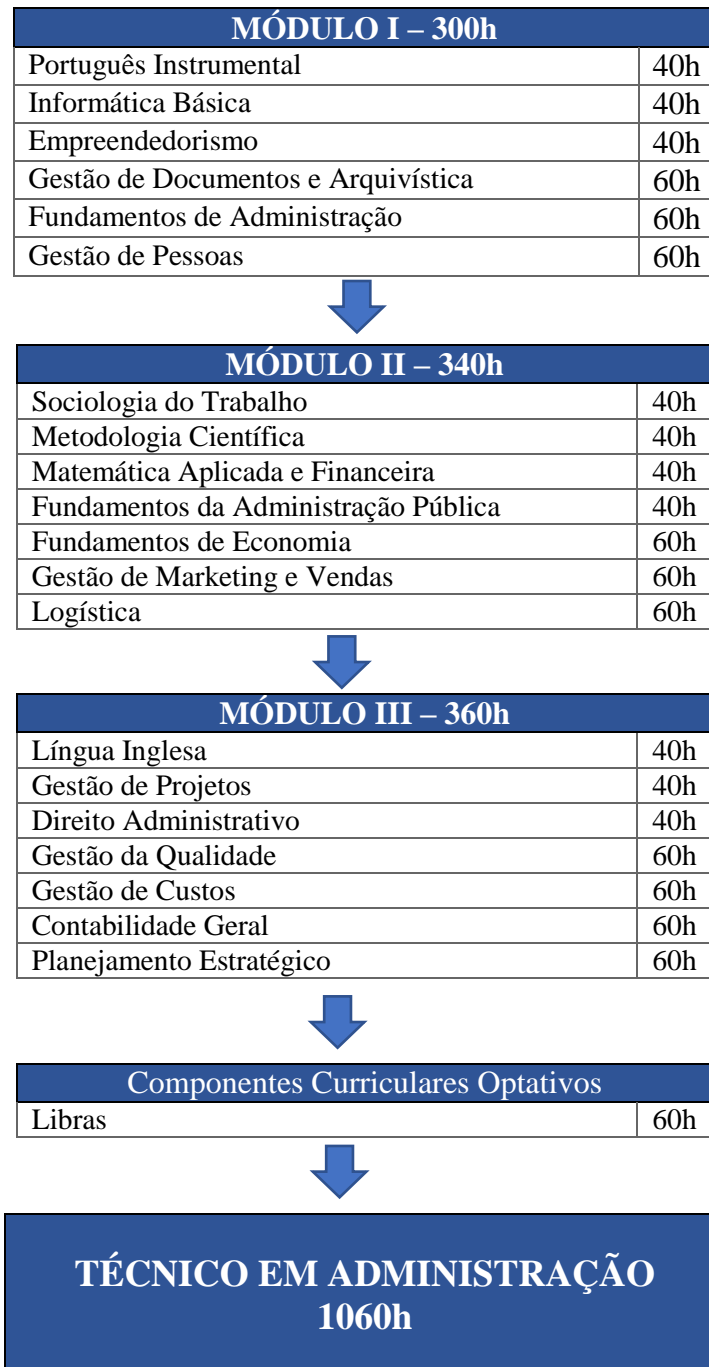 MÓDULO I – 300h
Português Instrumental 40h
Informática Básica 40h
Empreendedorismo 40h
Gestão de Documentos e Arquivística 60h
Fundamentos de Administração 60h
Gestão de Pessoas 60h
MÓDULO II – 340h
Sociologia do Trabalho 40h
Metodologia Científica 40h
Matemática Aplicada e Financeira 40h
Fundamentos da Administração Pública 40h
Fundamentos de Economia 60h
Gestão de Marketing e Vendas 60h
Logística 60h
MÓDULO III – 360h
Língua Inglesa 40h
Gestão de Projetos 40h
Direito Administrativo 40h
Gestão da Qualidade 60h
Gestão de Custos 60h
Contabilidade Geral 60h
Planejamento Estratégico 60h
Componentes Curriculares Optativos
Libras 60h
TÉCNICO EM ADMINISTRAÇÃO
1060h